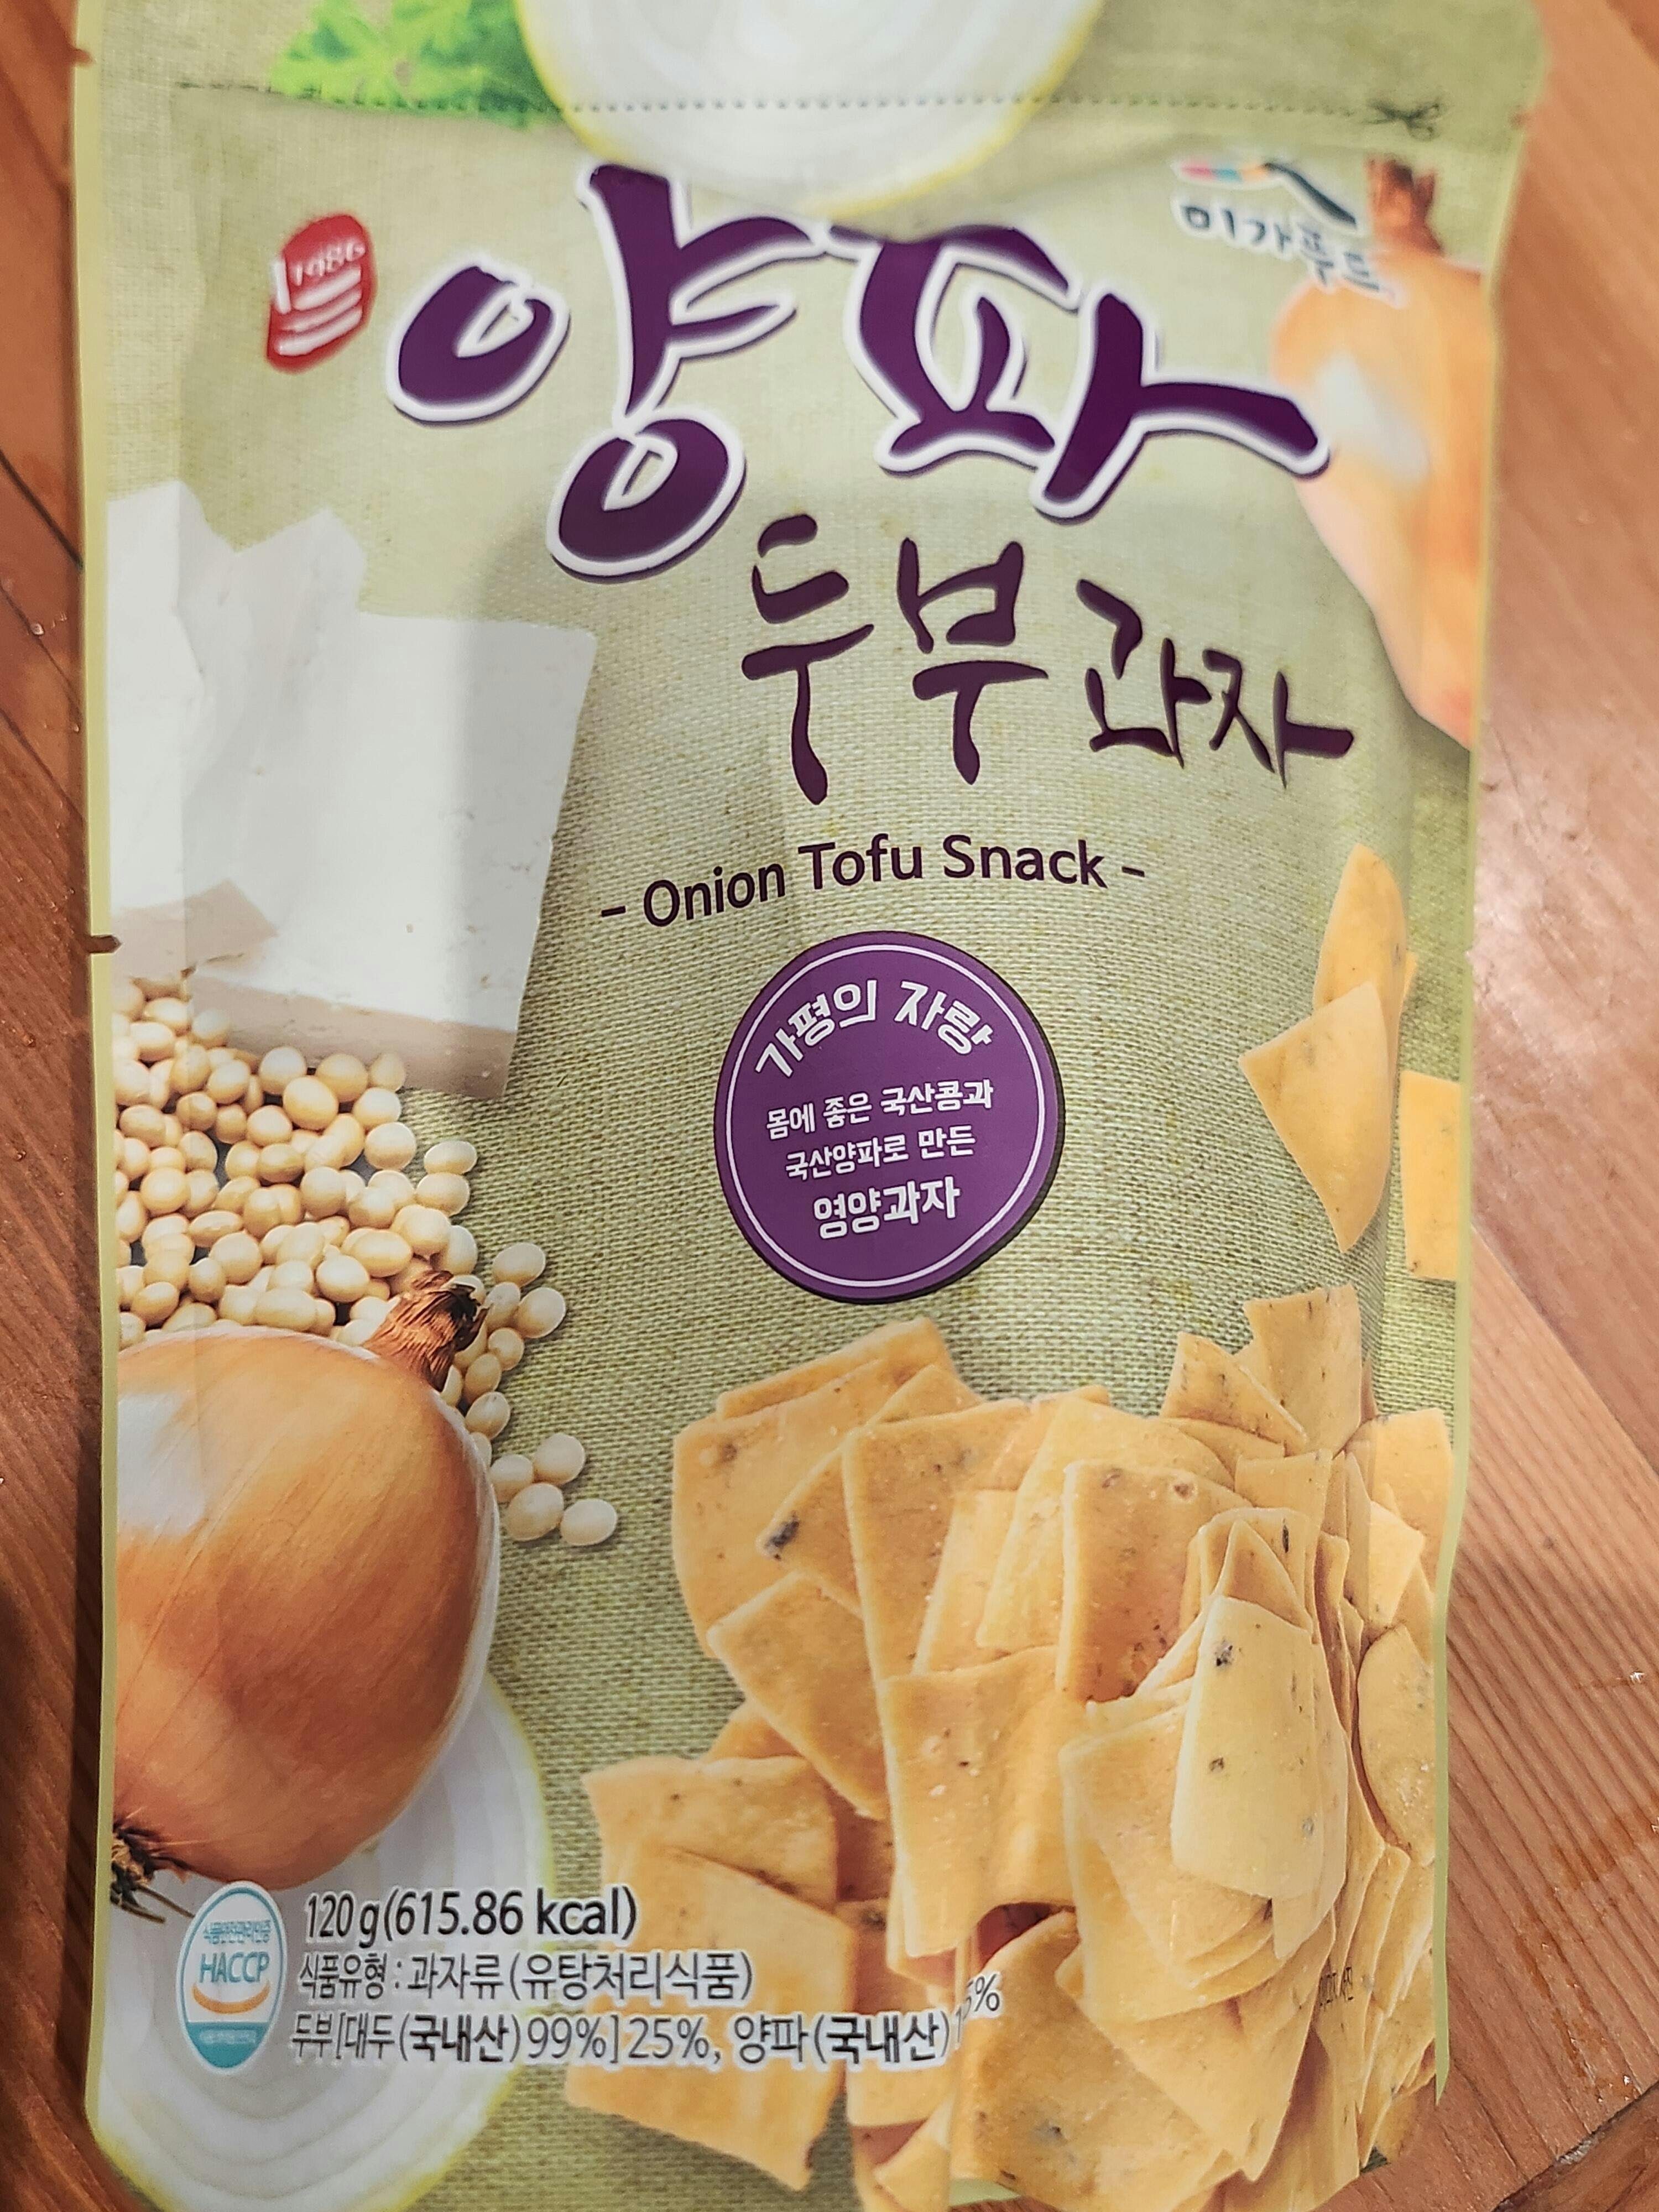 1986
미가푸드
양파
두부과자
- Onion Tofu Snack -
가평의 자랑
몸에 좋은 국산콩과
국산양파로 만든
영양과자
HACCP
120 g(615.86 kcal)
식품유형 : 과자류 (유탕처리식품)
두부[대두(국내산)99%]25%, 양파(국내산)